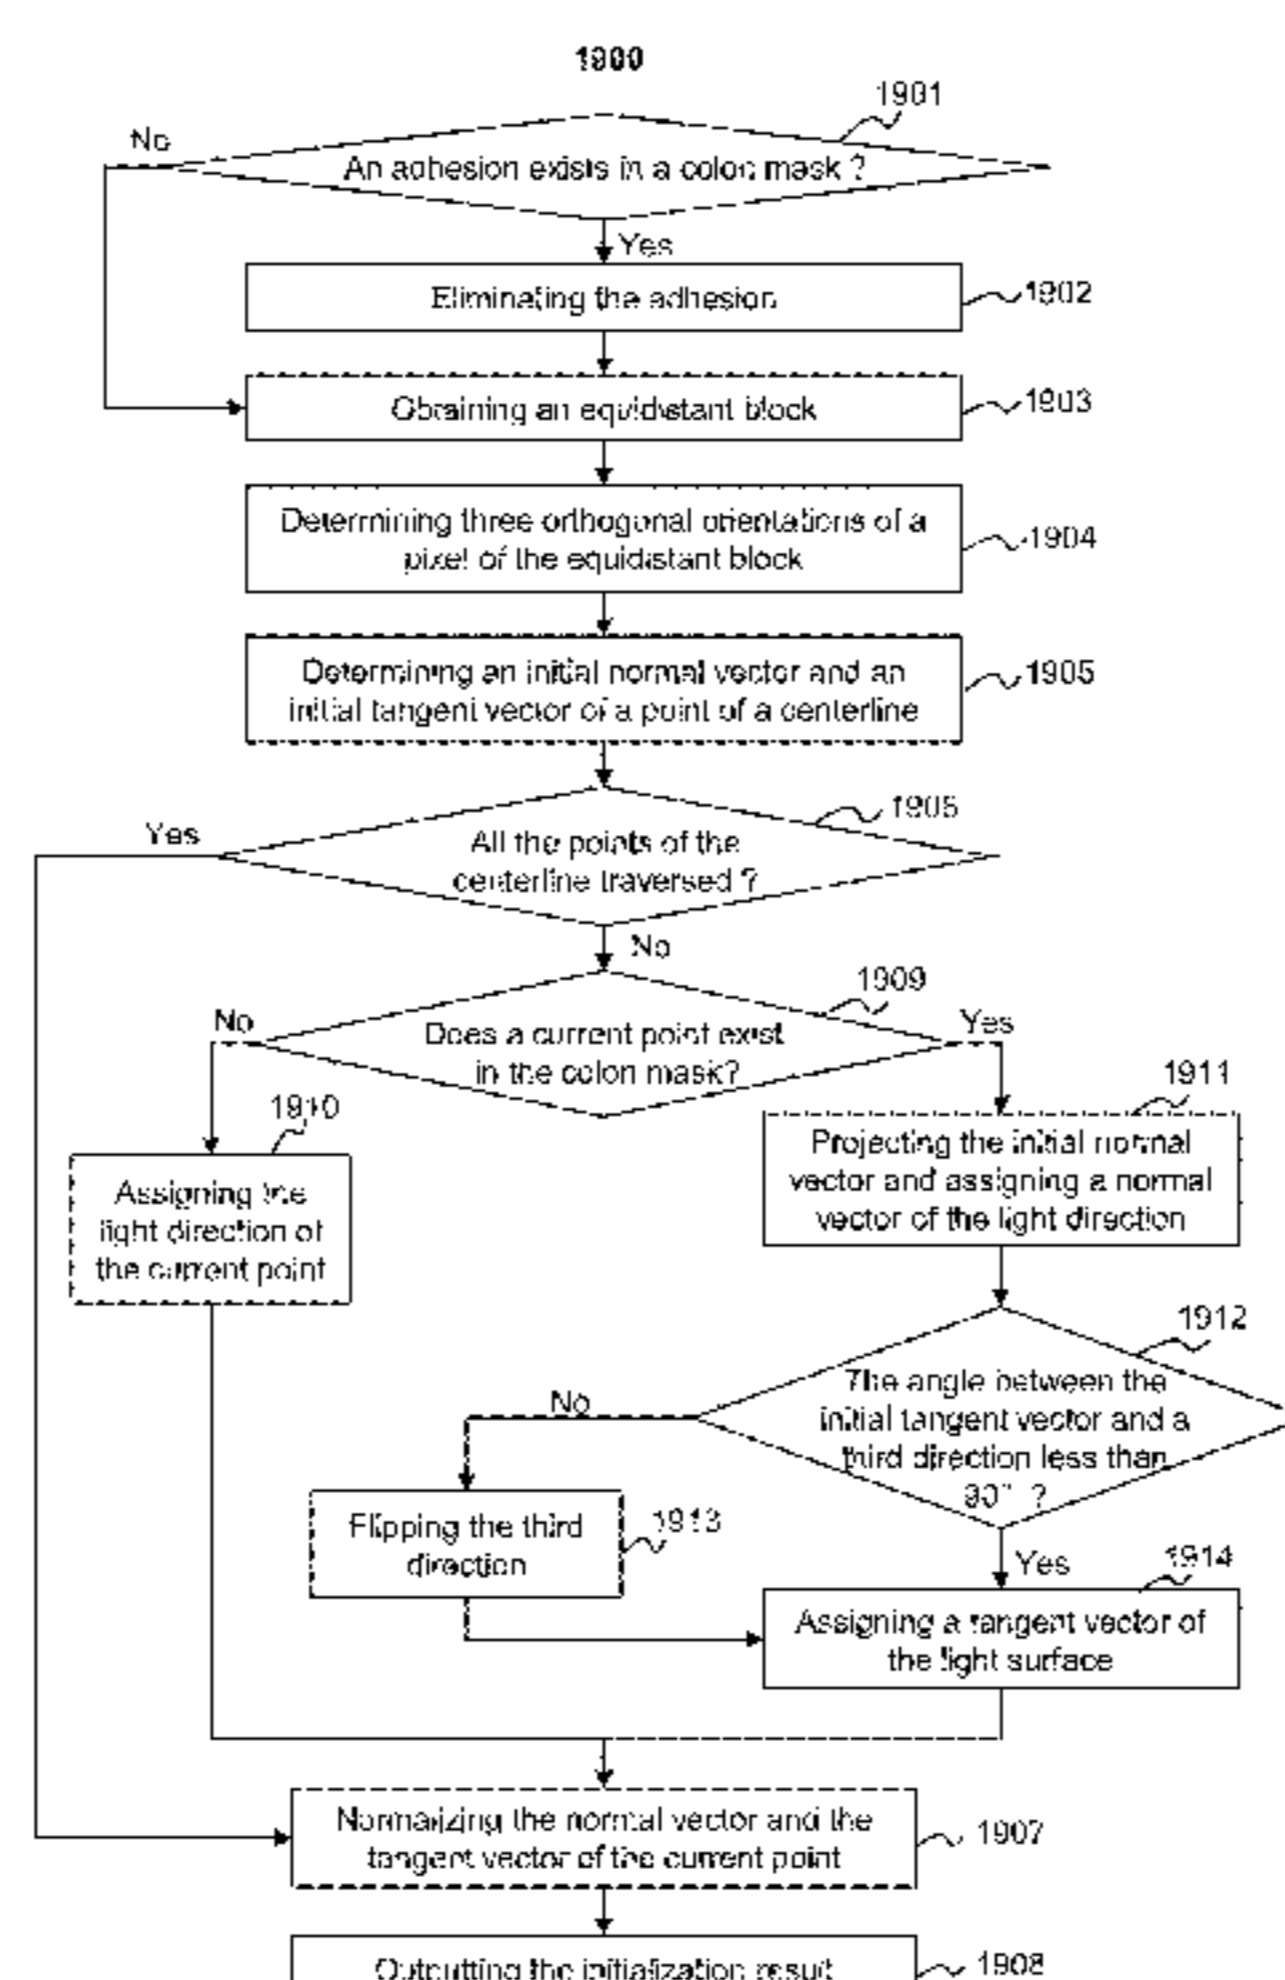 1900
1901
No
An adhesion exists in a colon mask ?
Yes
Eliminating the adhesion
1902
Obtaining an equidistant block
1903
Determining three orthogonal orientations of a
pixel of the equidistant block
1904
Determining an initial normal vector and an
initial tangent vector of a point of a centerline
1905
1906
Yes
All the points of the
centerline traversed ?
No
1909
No
Does a current point exist
in the colon mask?
Yes
1910
Assigning the
light direction of
the current point
1911
Projecting the initial normal
vector and assigning a normal
vector of the light direction
1912
The angle between the
initial tangent vector and a
third direction less than
90° ?
No
Flipping the third
direction
1913
Yes
1914
Assigning a tangent vector of
the light surface
Normalizing the normal vector and the
tangent vector of the current point
1907
Outputting the initialization result
1908